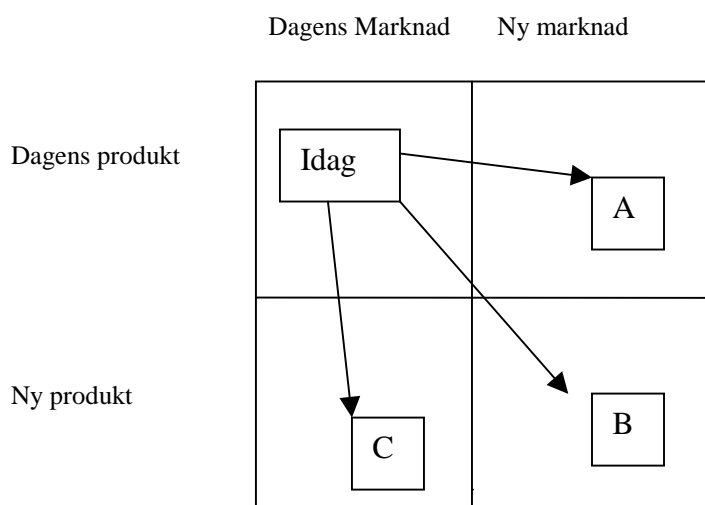 Dagens Marknad Ny marknad
Dagens produkt
Idag
A
Ny produkt
C
B